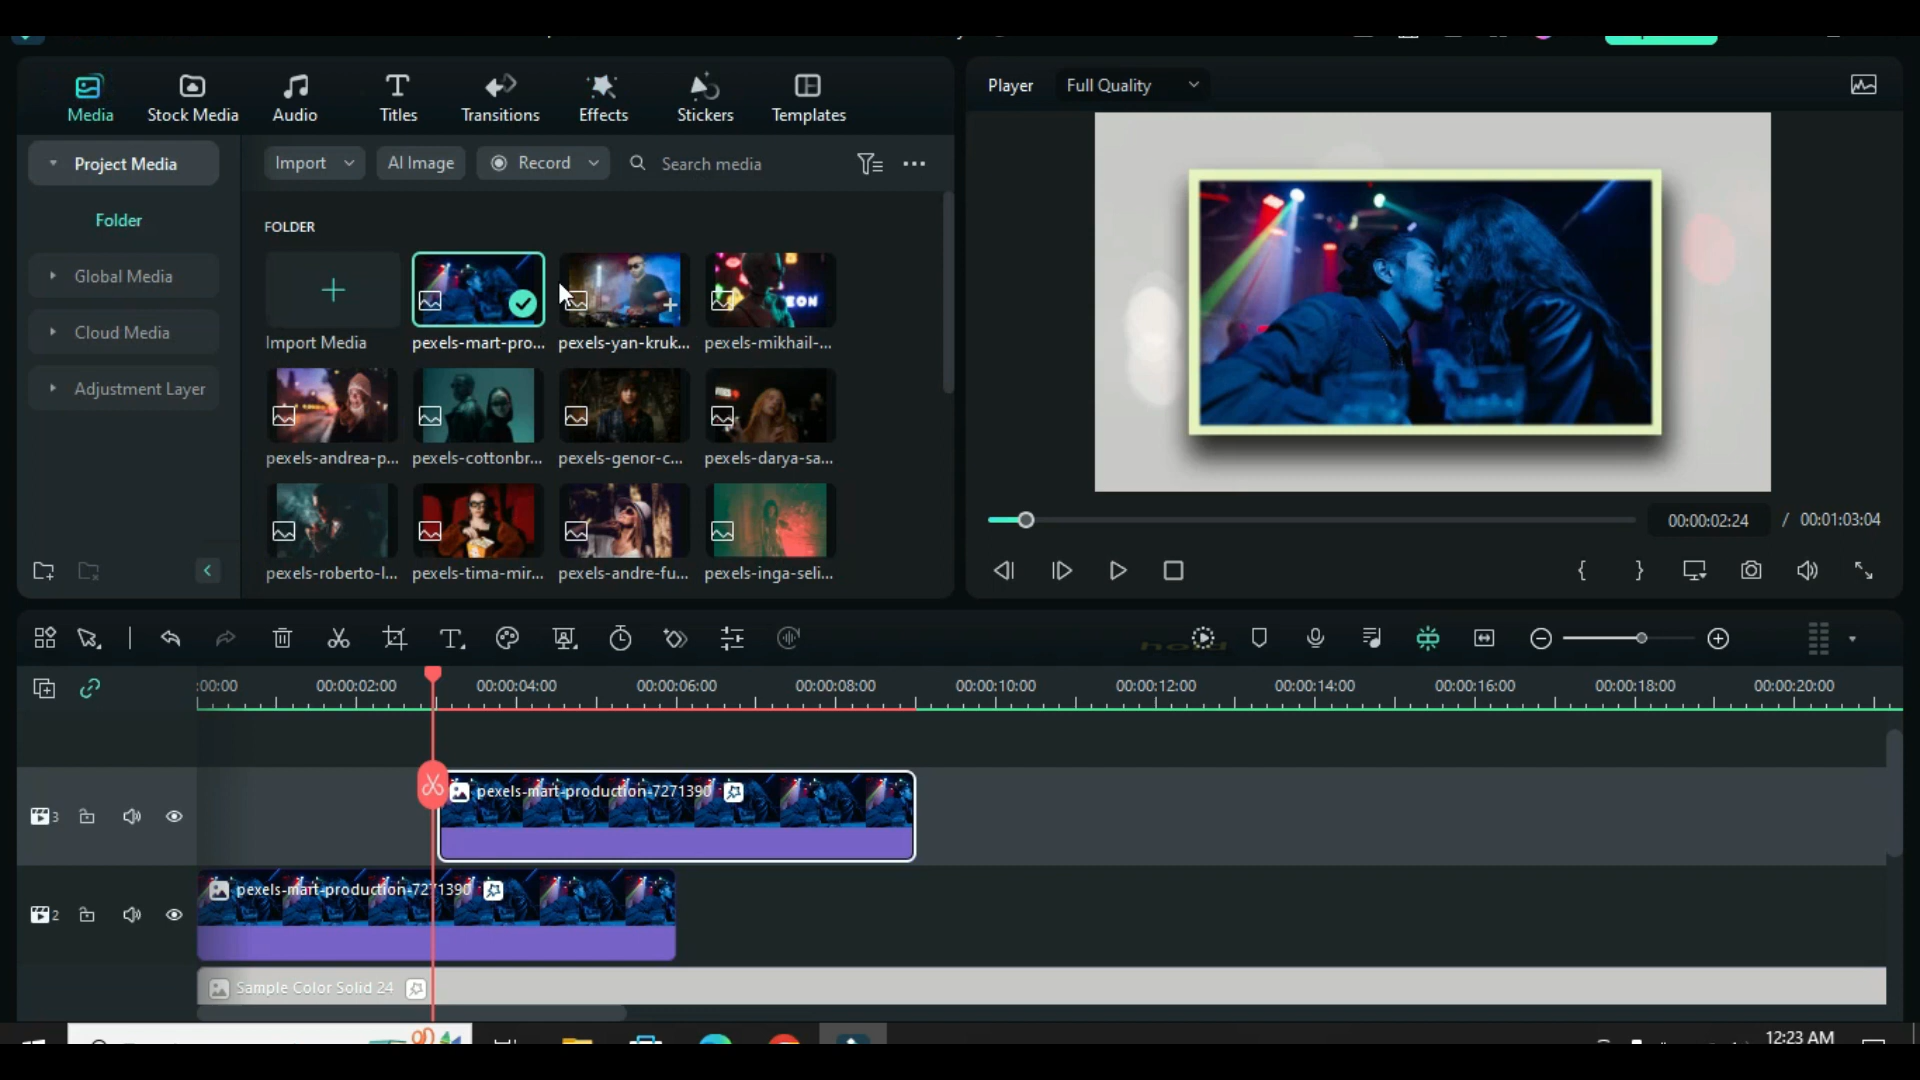 Media
Stock Media
Audio
Titles
Transitions
Effects
Stickers
Templates
Player
Full Quality
Project Media
Import
AI Image
Record
Search media
Folder
FOLDER
Global Media
Cloud Media
Adjustment Layer
Import Media
pexels-mart-pro...
pexels-yan-kruk...
EON
pexels-mikhail-...
pexels-andrea-p...
pexels-cottonbr...
pexels-genor-c...
pexels-darya-sa...
pexels-roberto-l...
pexels-tima-mir...
pexels-andre-fu...
pexels-inga-seli...
00:00:02:24 / 00:01:03:04
hold
:00:00
00:00:02:00
00:00:04:00
00:00:06:00
00:00:08:00
00:00:10:00
00:00:12:00
00:00:14:00
00:00:16:00
00:00:18:00
00:00:20:00
3
pexels-mart-production-7271390
2
pexels-mart-production-7271390
Sample Color Solid 24
12:23 AM